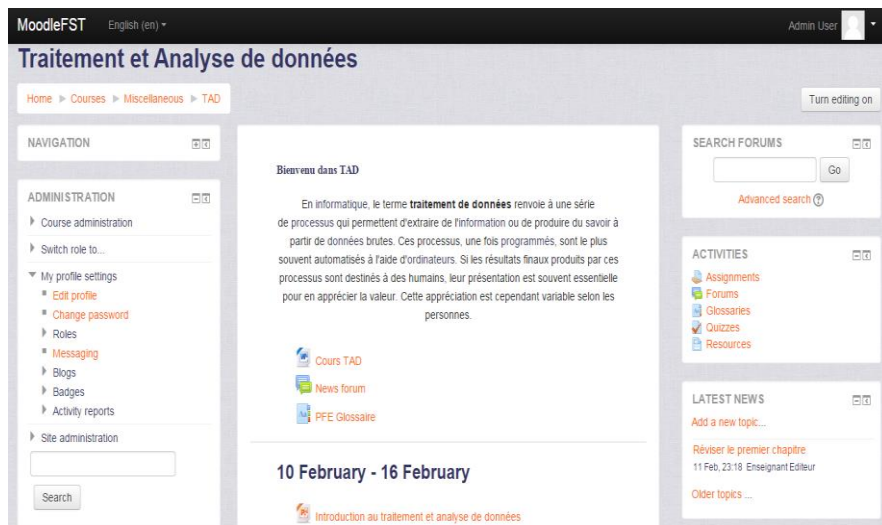 MoodleFST English (en) Admin User
Traitement et Analyse de données
Home Courses Miscellaneous TAD
Turn editing on
NAVIGATION
ADMINISTRATION
Course administration
Switch role to...
My profile settings
Edit profile
Change password
Roles
Messaging
Blogs
Badges
Activity reports
Site administration
Search
Bienvenu dans TAD
En informatique, le terme traitement de données renvoie à une série
de processus qui permettent d'extraire de l'information ou de produire du savoir à
partir de données brutes. Ces processus, une fois programmés, sont le plus
souvent automatisés à l'aide d'ordinateurs. Si les résultats finaux produits par ces
processus sont destinés à des humains, leur présentation est souvent essentielle
pour en apprécier la valeur. Cette appréciation est cependant variable selon les
personnes.
Cours TAD
News forum
PFE Glossaire
10 February - 16 February
Introduction au traitement et analyse de données
SEARCH FORUMS
Go
Advanced search
ACTIVITIES
Assignments
Forums
Glossaries
Quizzes
Resources
LATEST NEWS
Add a new topic...
Réviser le premier chapitre
11 Feb, 23:18 Enseignant Editeur
Older topics ...